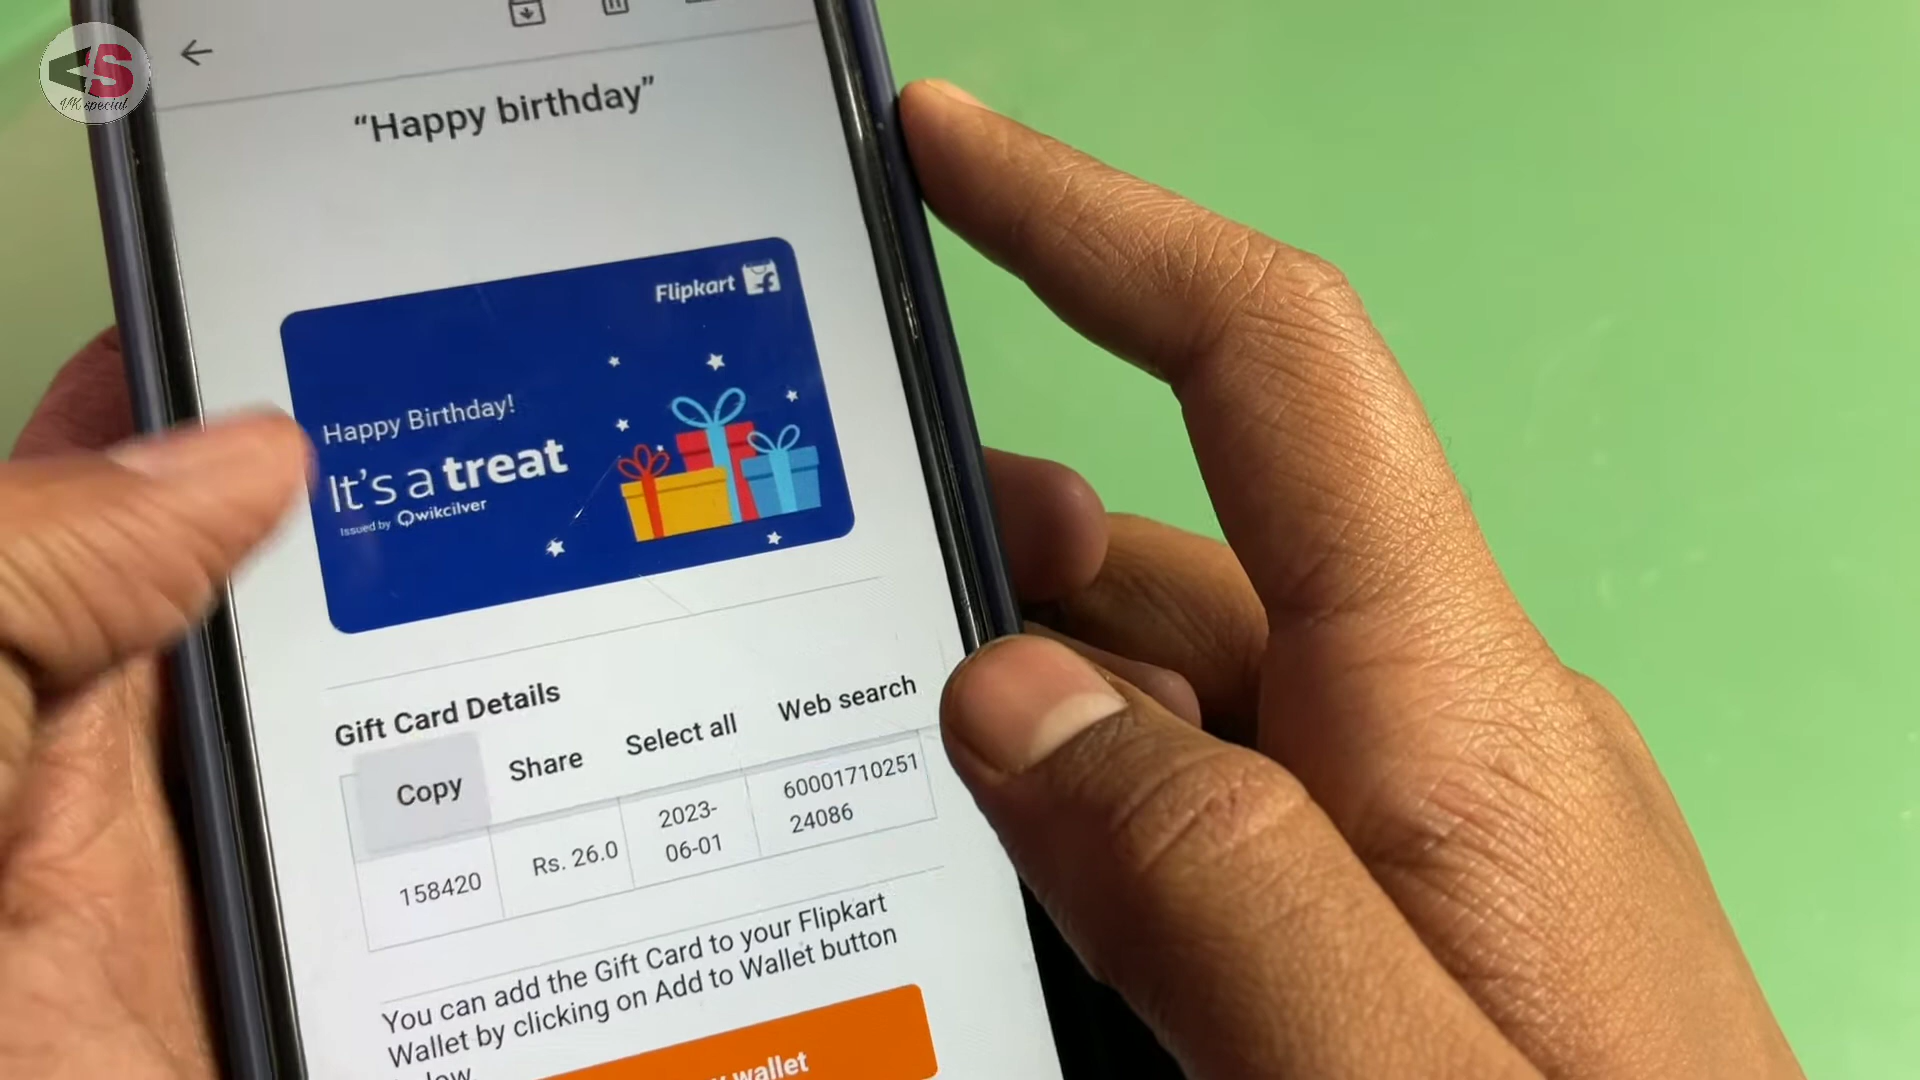 VK special
“Happy birthday”
Flipkart
Happy Birthday!
It's a treat
Issued by Qwikcilver
Gift Card Details
Copy Share Select all Web search
158420
Rs. 26.0
2023-
06-01
60001710251
24086
You can add the Gift Card to your Flipkart
Wallet by clicking on Add to Wallet button
wallet